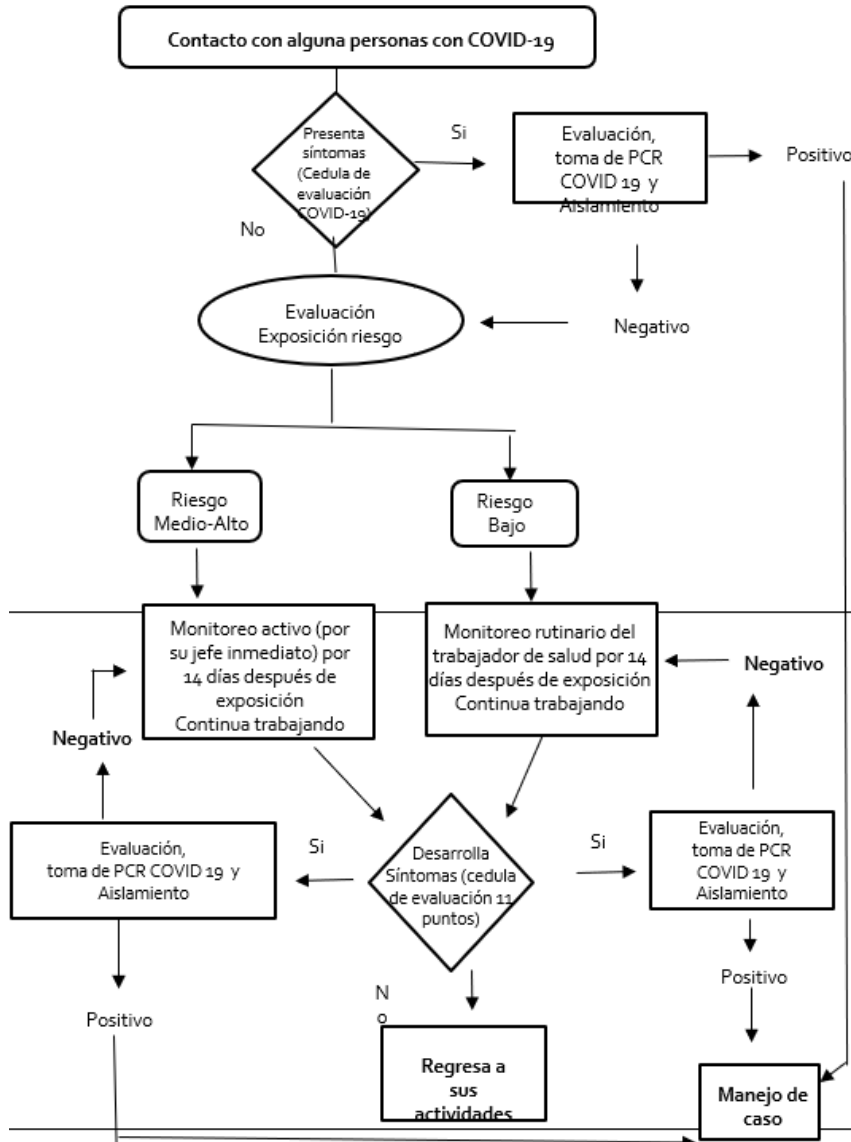 Contacto con alguna personas con COVID-19
Presenta
síntomas
(Cedula de
evaluación
COVID-19)
Si
Evaluación,
toma de PCR
COVID 19 y
Aislamiento
Positivo
No
Negativo
Evaluación
Exposición riesgo
Riesgo
Medio-Alto
Riesgo
Bajo
Monitoreo activo (por
su jefe inmediato) por
14 días después de
exposición
Continua trabajando
Monitoreo rutinario del
trabajador de salud por 14
días después de exposición
Continua trabajando
Negativo
Negativo
Evaluación,
toma de PCR COVID 19 y
Aislamiento
Si
Desarrolla
Síntomas (cedula
de evaluación 11
puntos)
Si
Evaluación,
toma de PCR
COVID 19 y
Aislamiento
Positivo
N
o
Positivo
Regresa a
sus
actividades
Manejo de
caso